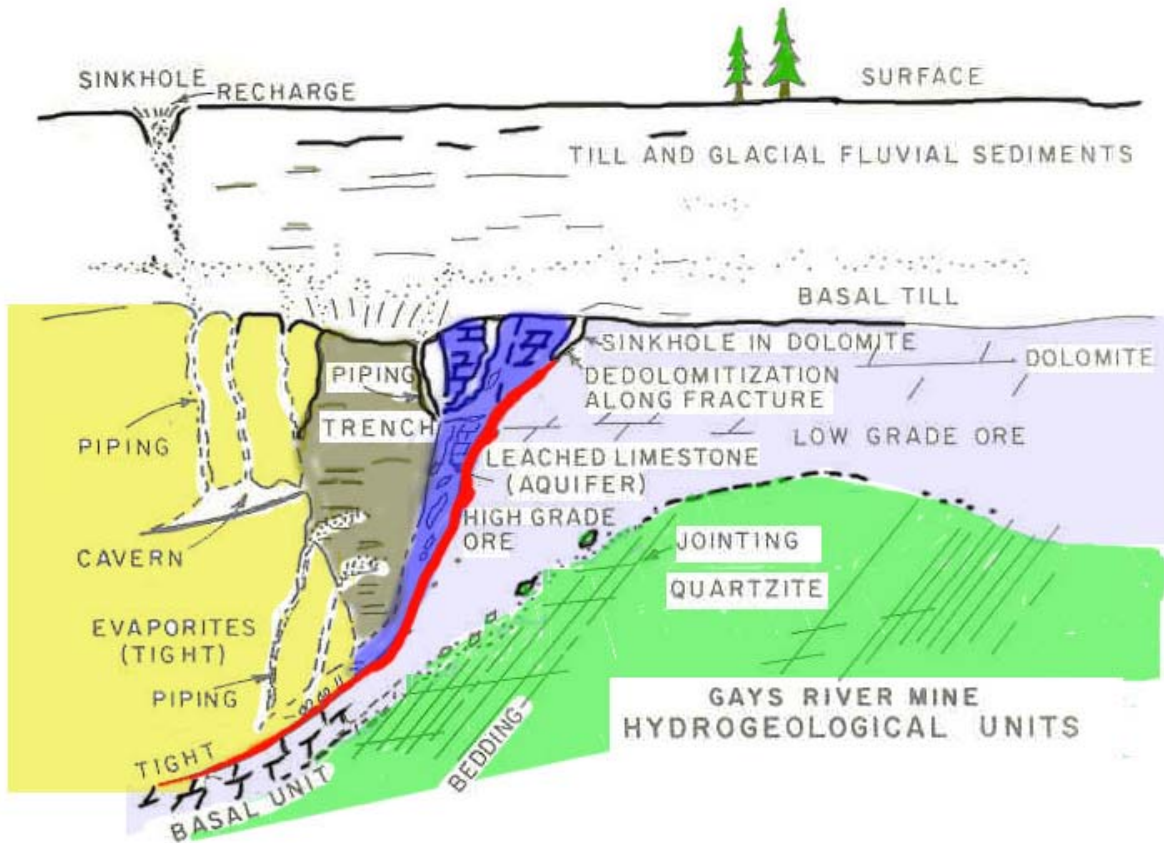 SINKHOLE
RECHARGE
SURFACE
TILL AND GLACIAL FLUVIAL SEDIMENTS
BASAL TILL
SINKHOLE IN DOLOMITE
DOLOMITE
PIPING
DEDOLOMITIZATION
ALONG FRACTURE
TRENCH
PIPING
LOW GRADE ORE
LEACHED LIMESTONE
(AQUIFER)
HIGH GRADE
ORE
JOINTING
CAVERN
QUARTZITE
EVAPORITES
(TIGHT)
PIPING
GAYS RIVER MINE
HYDROGEOLOGICAL UNITS
BEDDING
TIGHT
BASAL UNIT